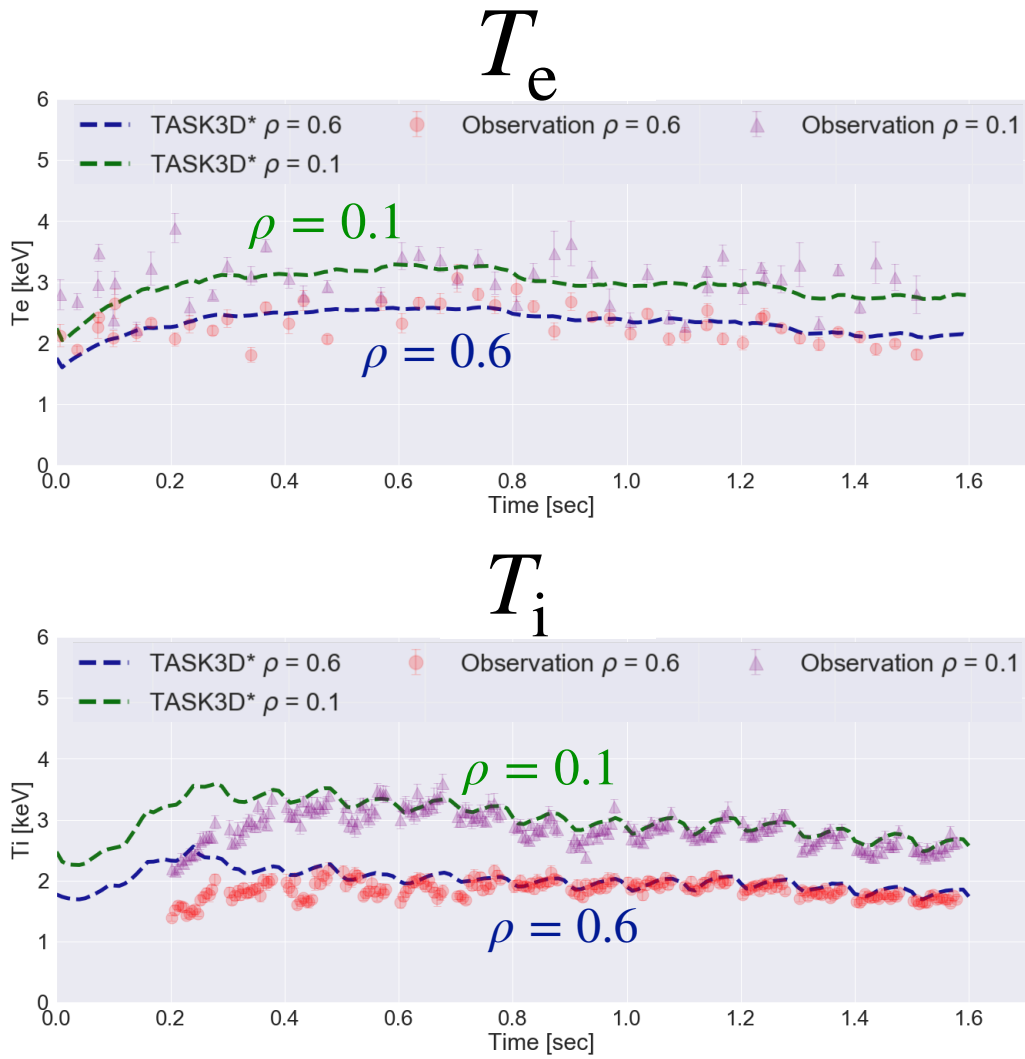 Te
6
TASK3D* ρ = 0.6 Observation ρ = 0.6 Observation ρ = 0.1
TASK3D* ρ = 0.1
5
4
ρ = 0.1
3
Te [keV]
2
ρ = 0.6
1
0
0.0 0.2 0.4 0.6 0.8 1.0 1.2 1.4 1.6
Time [sec]
Ti
6
TASK3D* ρ = 0.6 Observation ρ = 0.6 Observation ρ = 0.1
TASK3D* ρ = 0.1
5
4
ρ = 0.1
3
Ti [keV]
2
ρ = 0.6
1
0
0.0 0.2 0.4 0.6 0.8 1.0 1.2 1.4 1.6
Time [sec]